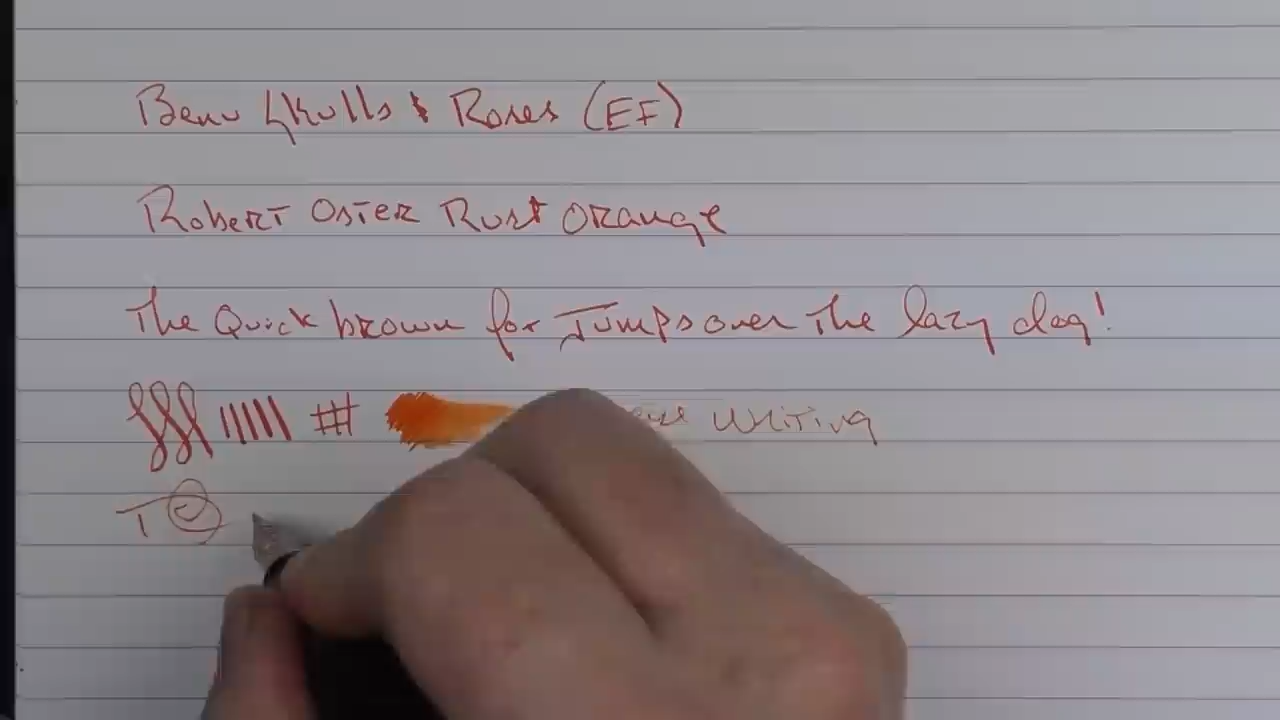 Benu Skulls & Roses (EF)
Robert Oster Rust Orange
The Quick brown fox Jumps over The lazy dog!
# Writing